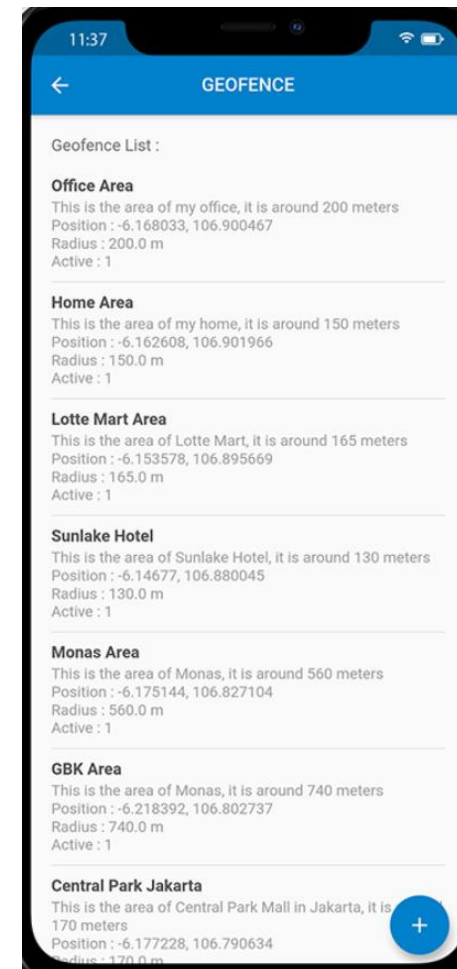 11:37
GEOFENCE
Geofence List :
Office Area
This is the area of my office, it is around 200 meters
Position : -6.168033, 106.900467
Radius : 200.0 m
Active : 1
Home Area
This is the area of my home, it is around 150 meters
Position : -6.162608, 106.901966
Radius : 150.0 m
Active : 1
Lotte Mart Area
This is the area of Lotte Mart, it is around 165 meters
Position : -6.153578, 106.895669
Radius : 165.0 m
Active : 1
Sunlake Hotel
This is the area of Sunlake Hotel, it is around 130 meters
Position : -6.14677, 106.880045
Radius : 130.0 m
Active : 1
Monas Area
This is the area of Monas, it is around 560 meters
Position : -6.175144, 106.827104
Radius : 560.0 m
Active : 1
GBK Area
This is the area of Monas, it is around 740 meters
Position : -6.218392, 106.802737
Radius : 740.0 m
Active : 1
Central Park Jakarta
This is the area of Central Park Mall in Jakarta, it is
170 meters
Position : -6.177228, 106.790634
Radius : 170.0 m